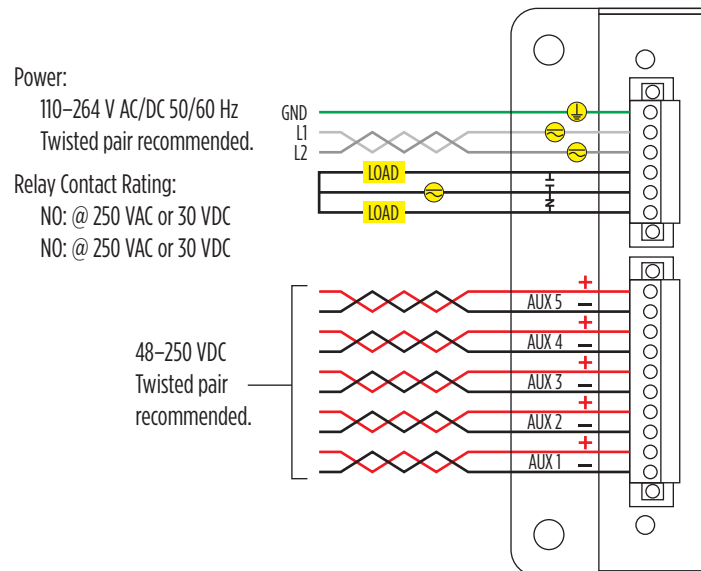 Power:
110–264 V AC/DC 50/60 Hz
Twisted pair recommended.
Relay Contact Rating:
NO: @ 250 VAC or 30 VDC
NO: @ 250 VAC or 30 VDC
GND
L1
L2
LOAD
LOAD
48–250 VDC
Twisted pair
recommended.
+
AUX 5 –
+
AUX 4 –
+
AUX 3 –
+
AUX 2 –
+
AUX 1 –